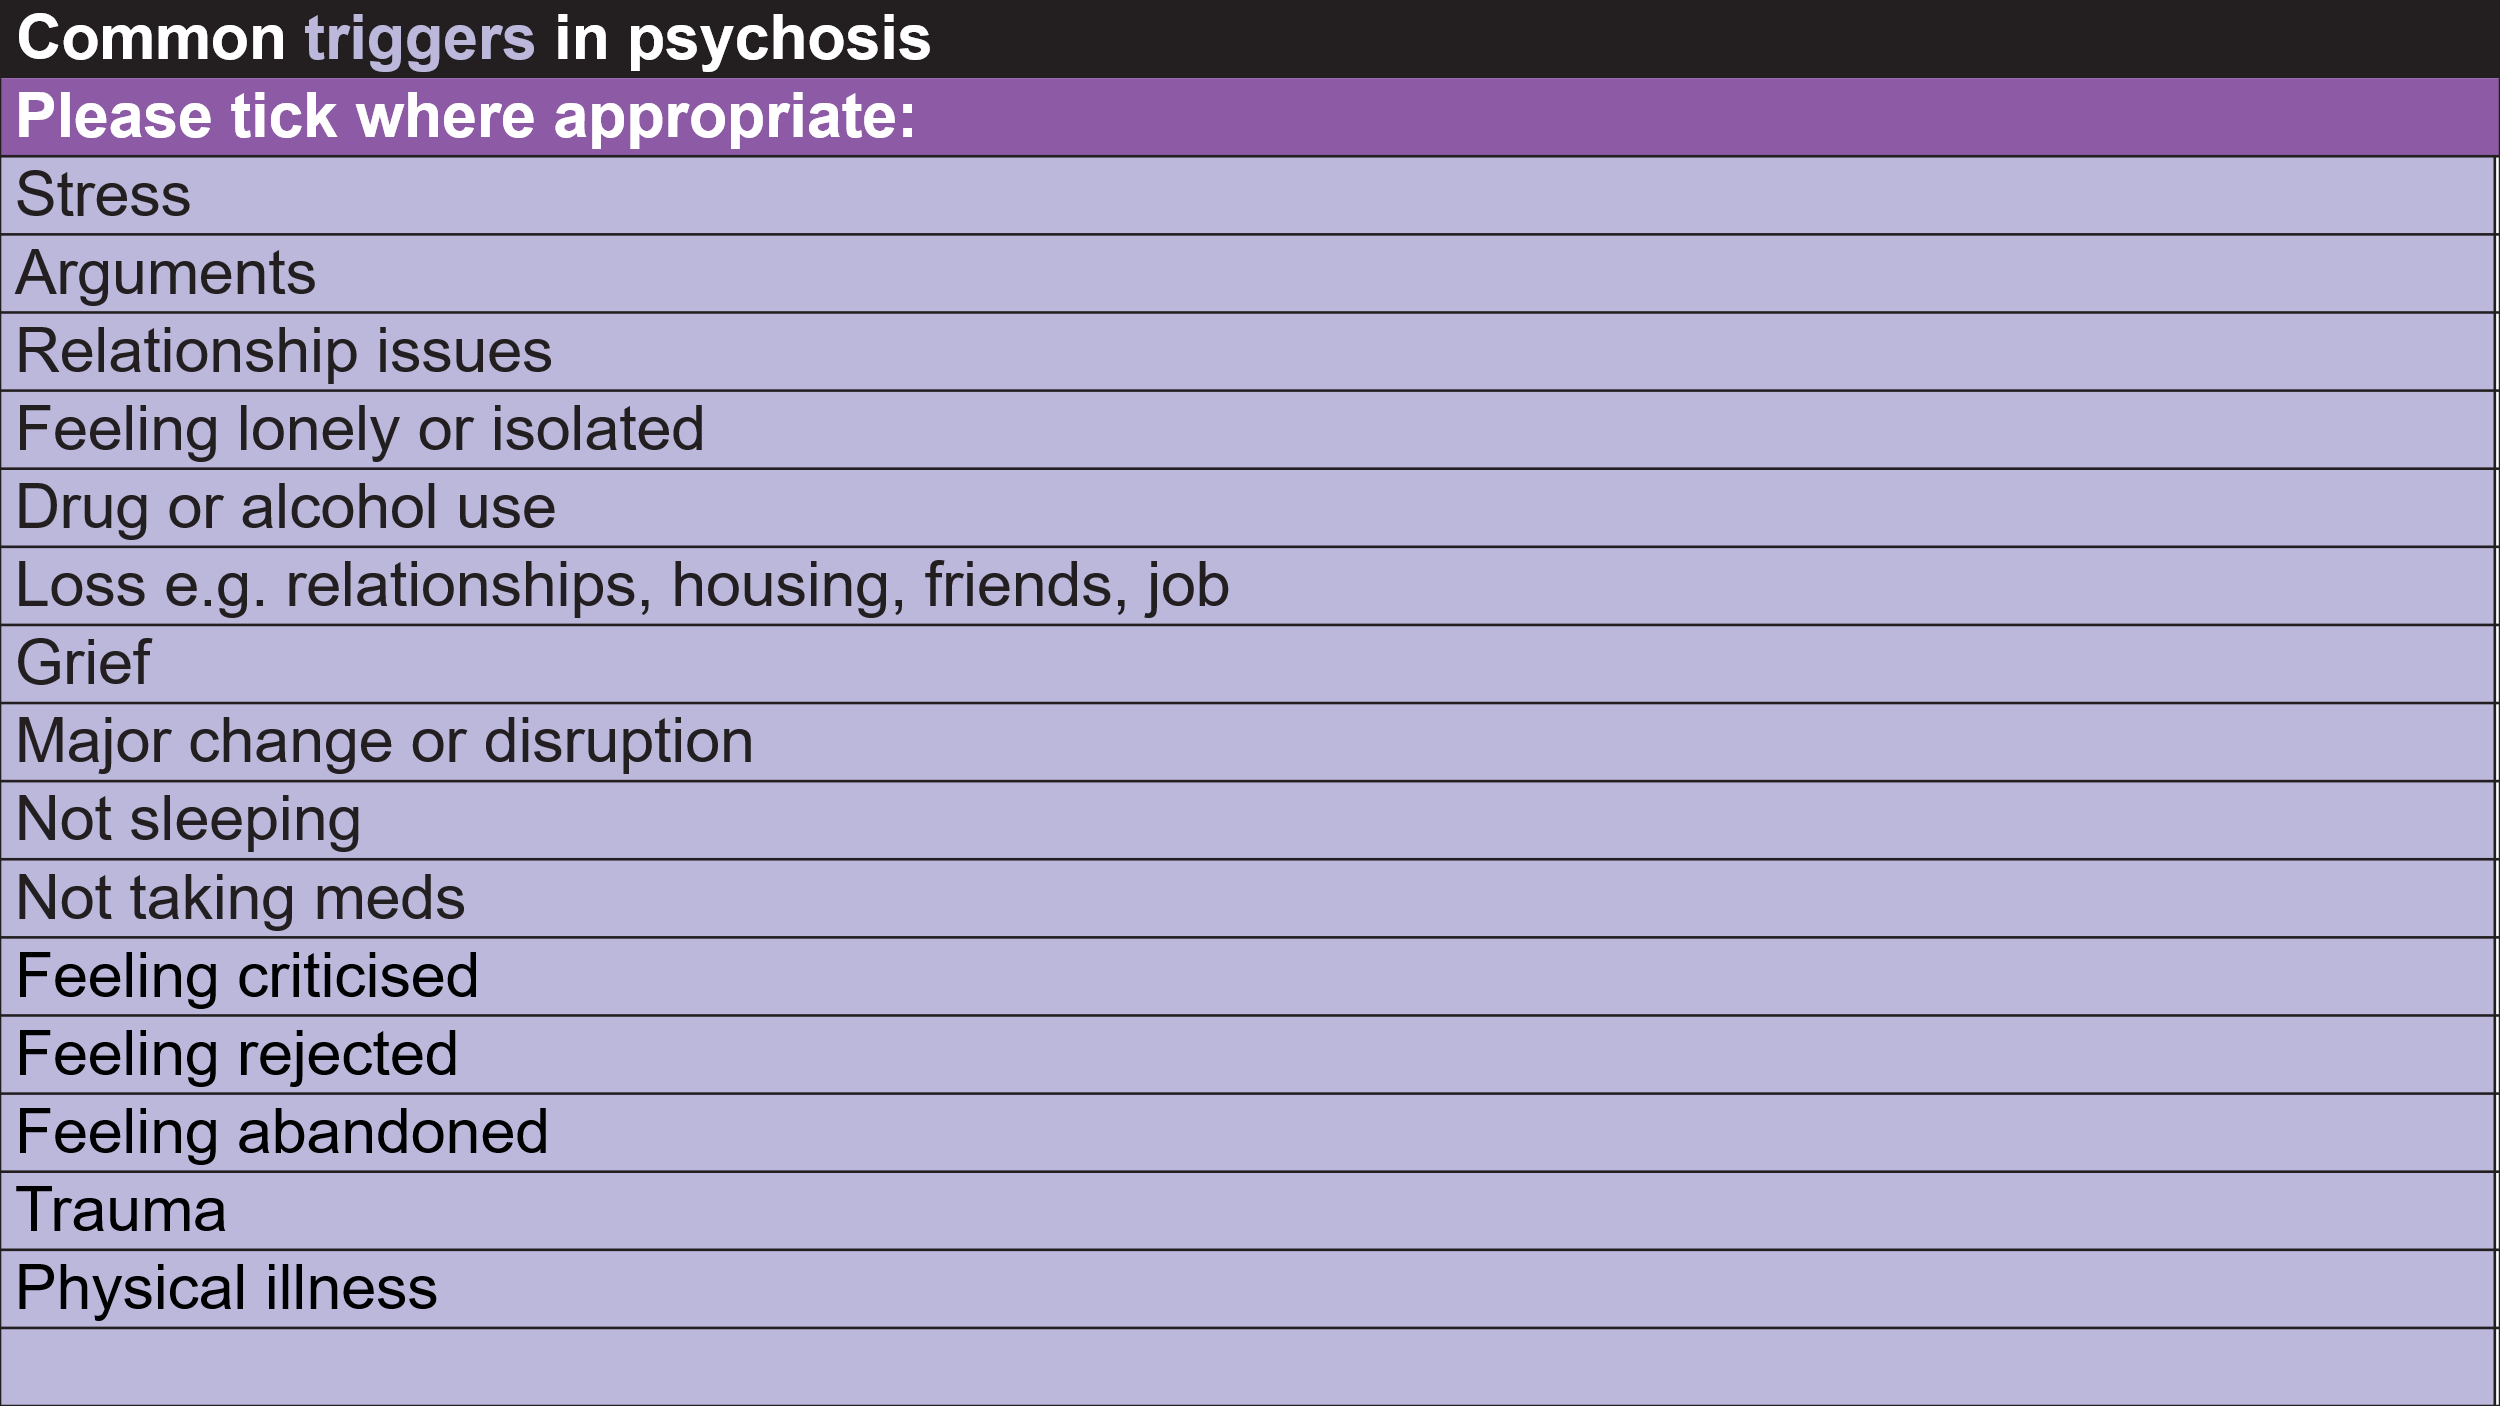 Common triggers in psychosis
Please tick where appropriate:
Stress
Arguments
Relationship issues
Feeling lonely or isolated
Drug or alcohol use
Loss e.g. relationships, housing, friends, job
Grief
Major change or disruption
Not sleeping
Not taking meds
Feeling criticised
Feeling rejected
Feeling abandoned
Trauma
Physical illness